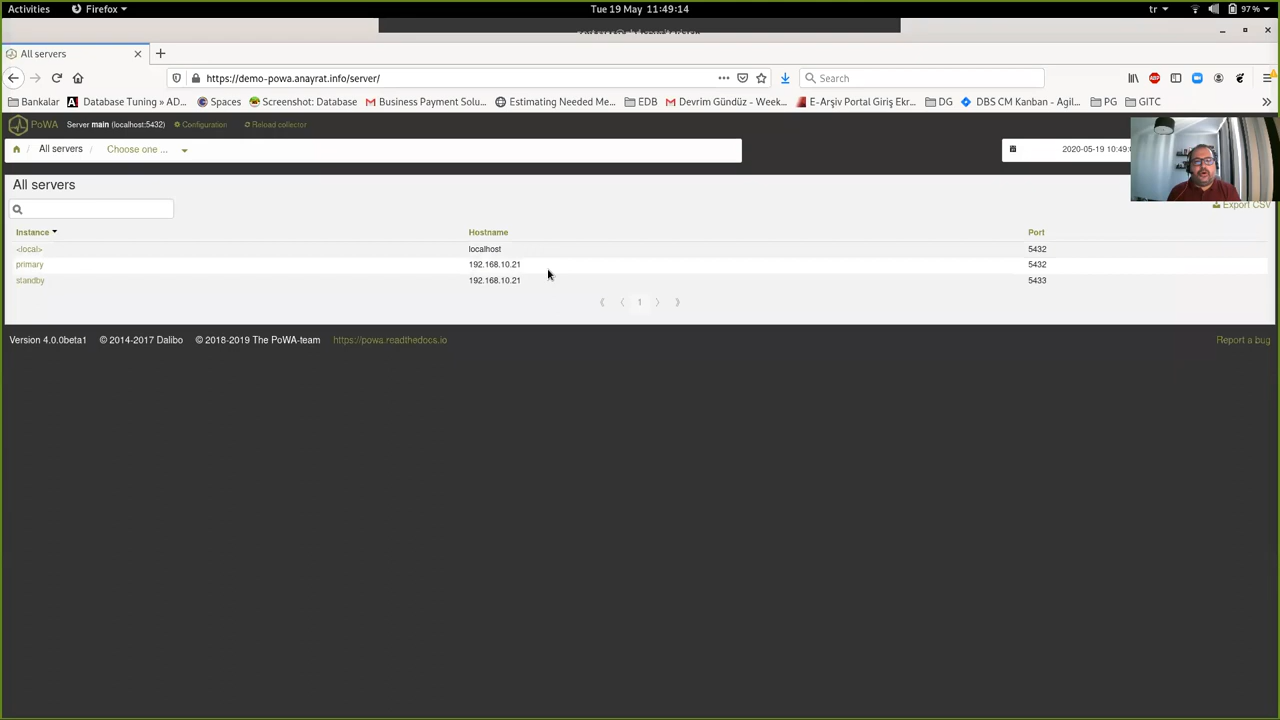 Activities
Firefox
Tue 19 May 11:49:14
tr
97%
All servers
https://demo-powa.anayrat.info/server/
Search
Bankalar
Database Tuning » AD...
Spaces
Screenshot: Database
Business Payment Solu...
Estimating Needed Me...
EDB
Devrim Gündüz - Week...
E-Arşiv Portal Giriş Ekr...
DG
DBS CM Kanban - Agil...
PG
GITC
PoWA
Server main (localhost:5432)
Configuration
Reload collector
/ All servers / Choose one ...
2020-05-19 10:49:
All servers
Export CSV
Instance Hostname Port
<local> localhost 5432
primary 192.168.10.21 5432
standby 192.168.10.21 5433
1
Version 4.0.0beta1 © 2014-2017 Dalibo © 2018-2019 The PoWA-team https://powa.readthedocs.io
Report a bug